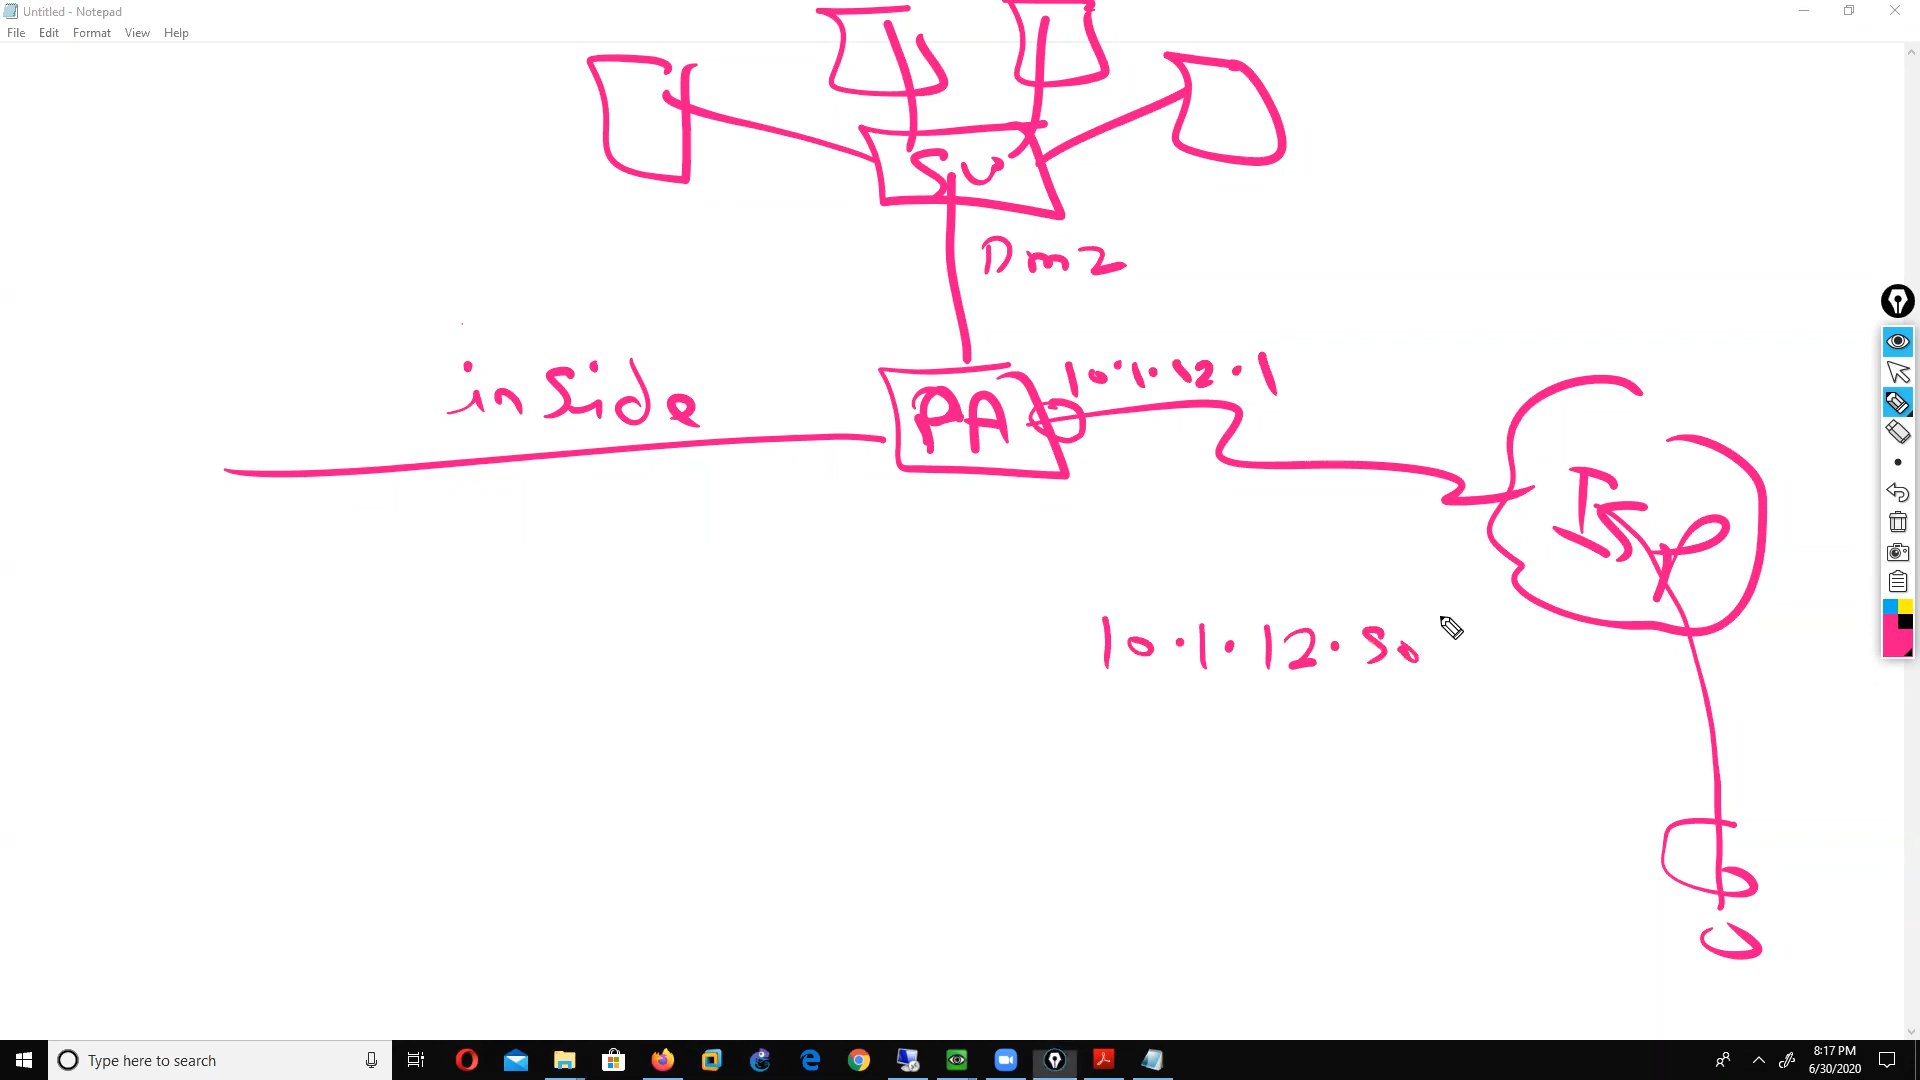 Untitled - Notepad
File Edit Format View Help
SW
Dmz
inside
PA
10.1.12.1
ISP
10.1.12.50
Type here to search
8:17 PM
6/30/2020